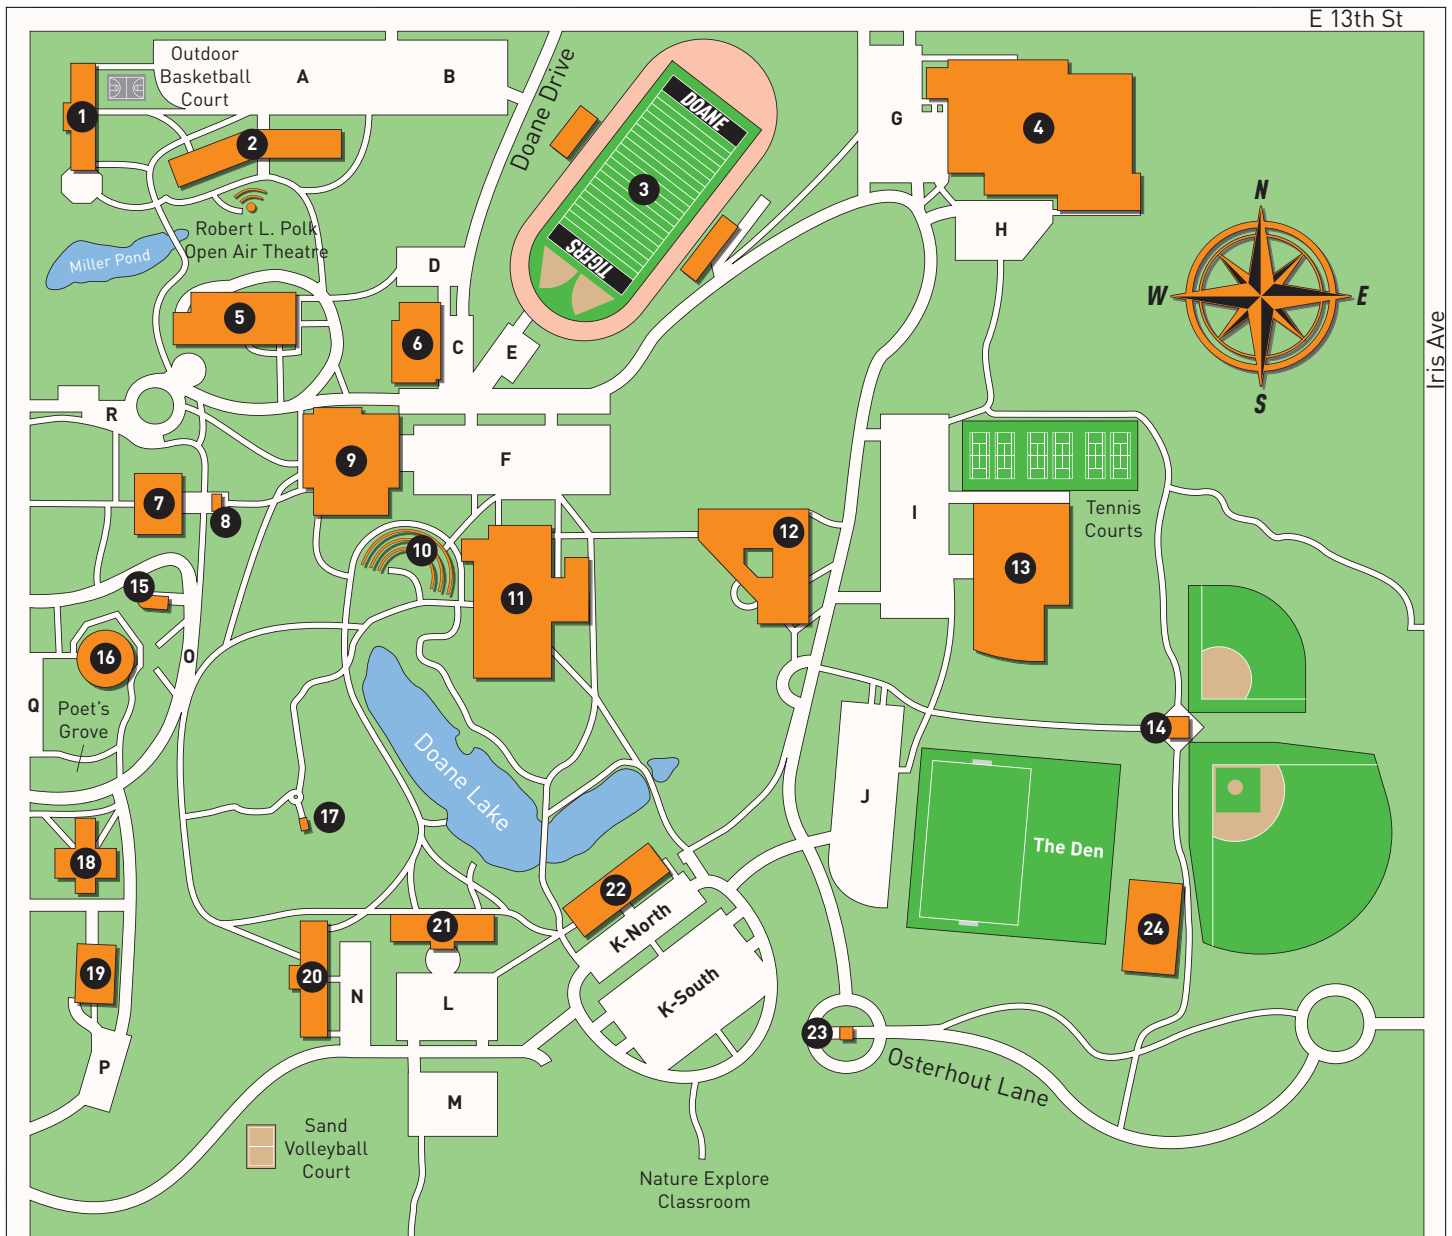 E 13th St
Outdoor
Basketball
Court
A
B
Doane Drive
DOANE
G
4
1
2
3
TIGERS
Robert L. Polk
Open Air Theatre
Miller Pond
D
H
N
W
E
S
Iris Ave
5
6
C
E
R
9
F
7
8
10
11
12
I
Tennis
Courts
13
15
16
O
Q
Poet's
Grove
14
Doane Lake
17
J
The Den
18
22
K-North
21
24
19
20
N
L
K-South
23
Osterhout Lane
P
M
Sand
Volleyball
Court
Nature Explore
Classroom